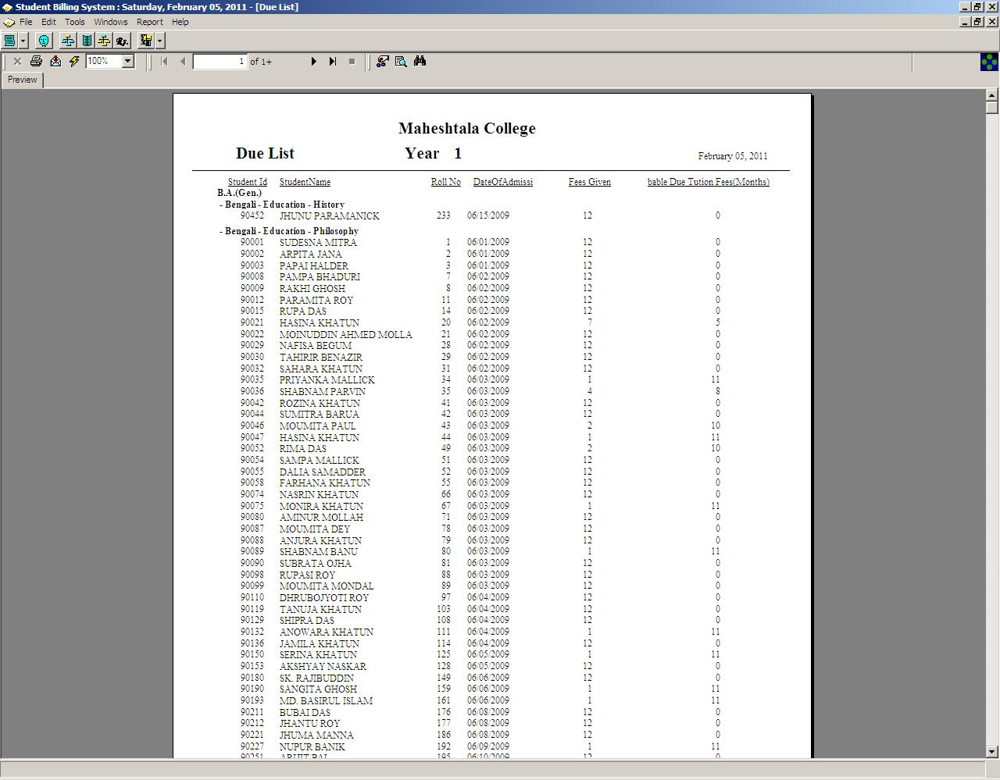 Student Billing System : Saturday, February 05, 2011 - [Due List]
File Edit Tools Windows Report Help
Rs.
100% 1 of 1+
Preview
Maheshtala College
Due List Year 1 February 05, 2011
Student Id StudentName Roll No DateOfAdmissi Fees Given bable Due Tution Fees(Months)
B.A.(Gen.)
- Bengali - Education - History
90452 JHUNU PARAMANICK 233 06/15/2009 12 0
- Bengali - Education - Philosophy
90001 SUDESNA MITRA 1 06/01/2009 12 0
90002 ARPITA JANA 2 06/01/2009 12 0
90003 PAPAI HALDER 3 06/01/2009 12 0
90008 PAMPA BHADURI 7 06/02/2009 12 0
90009 RAKHI GHOSH 8 06/02/2009 12 0
90012 PARAMITA ROY 11 06/02/2009 12 0
90015 RUPA DAS 14 06/02/2009 12 0
90021 HASINA KHATUN 20 06/02/2009 7 5
90022 MOINUDDIN AHMED MOLLA 21 06/02/2009 12 0
90029 NAFISA BEGUM 28 06/02/2009 12 0
90030 TAHIRIR BENAZIR 29 06/02/2009 12 0
90032 SAHARA KHATUN 31 06/02/2009 12 0
90035 PRIYANKA MALLICK 34 06/03/2009 1 11
90036 SHABNAM PARVIN 35 06/03/2009 4 8
90042 ROZINA KHATUN 41 06/03/2009 12 0
90044 SUMITRA BARUA 42 06/03/2009 12 0
90046 MOUMITA PAUL 43 06/03/2009 2 10
90047 HASINA KHATUN 44 06/03/2009 1 11
90052 RIMA DAS 49 06/03/2009 2 10
90054 SAMPA MALLICK 51 06/03/2009 12 0
90055 DALIA SAMADDER 52 06/03/2009 12 0
90058 FARHANA KHATUN 55 06/03/2009 12 0
90074 NASRIN KHATUN 66 06/03/2009 12 0
90075 MONIRA KHATUN 67 06/03/2009 1 11
90080 AMINUR MOLLAH 71 06/03/2009 12 0
90087 MOUMITA DEY 78 06/03/2009 12 0
90088 ANJURA KHATUN 79 06/03/2009 12 0
90089 SHABNAM BANU 80 06/03/2009 1 11
90090 SUBRATA OJHA 81 06/03/2009 12 0
90098 RUPASI ROY 88 06/03/2009 12 0
90099 MOUMITA MONDAL 89 06/03/2009 12 0
90110 DHRUBOJYOTI ROY 97 06/04/2009 12 0
90119 TANUJA KHATUN 103 06/04/2009 12 0
90129 SHIPRA DAS 108 06/04/2009 12 0
90132 ANOWARA KHATUN 111 06/04/2009 1 11
90136 JAMILA KHATUN 114 06/04/2009 12 0
90150 SERINA KHATUN 125 06/05/2009 1 11
90153 AKSHYAY NASKAR 128 06/05/2009 12 0
90180 SK. RAJIBUDDIN 149 06/06/2009 12 0
90190 SANGITA GHOSH 159 06/06/2009 1 11
90193 MD. BASIRUL ISLAM 161 06/06/2009 1 11
90211 BUBAI DAS 176 06/08/2009 12 0
90212 JHANTU ROY 177 06/08/2009 12 0
90221 JHUMA MANNA 186 06/08/2009 12 0
90227 NUPUR BANIK 192 06/09/2009 1 11
90251 195 06/10/2009 12 0